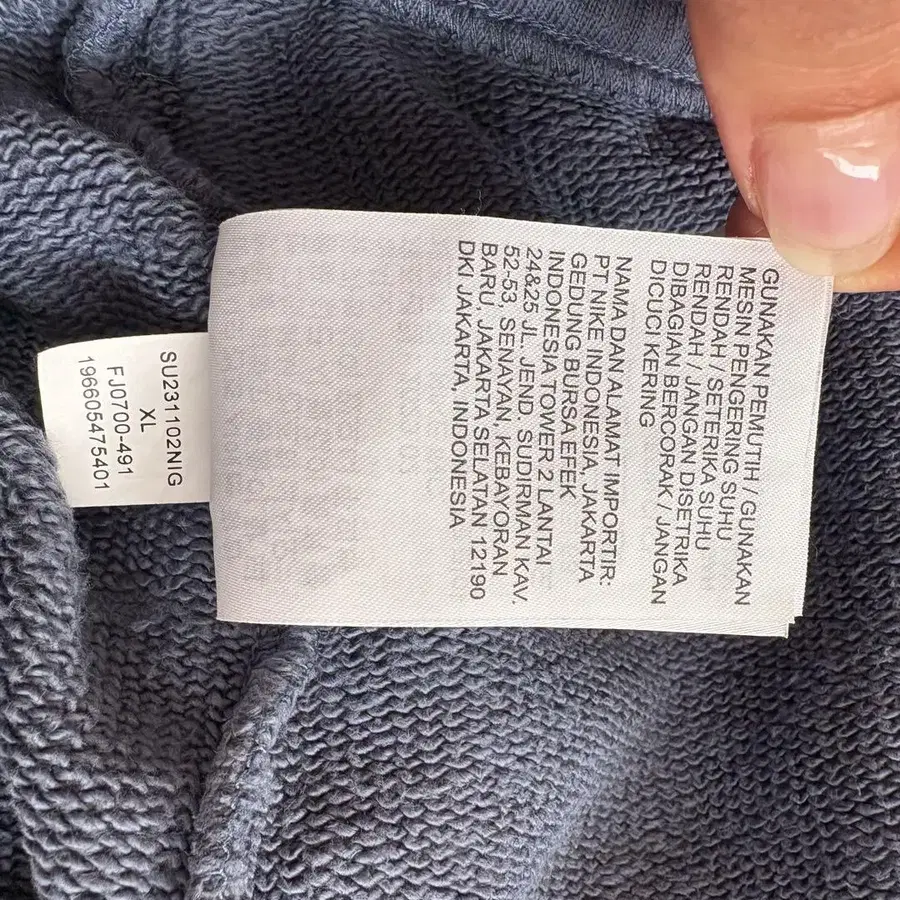 GUNAKAN PEMUTIH / GUNAKAN
MESIN PENGERING SUHU
RENDAH / SETERIKA SUHU
RENDAH / JANGAN DISETRIKA
DIBAGIAN BERCORAK / JANGAN
DICUCI KERING
NAMA DAN ALAMAT IMPORTIR:
PT NIKE INDONESIA, JAKARTA
GEDUNG BURSA EFEK
INDONESIA TOWER 2 LANTAI
24&25 JL. JEND. SUDIRMAN KAV.
52-53, SENAYAN, KEBAYORAN
BARU, JAKARTA SELATAN 12190
DKI JAKARTA, INDONESIA
SU231102NIG
XL
FJ0700-491
196605475401